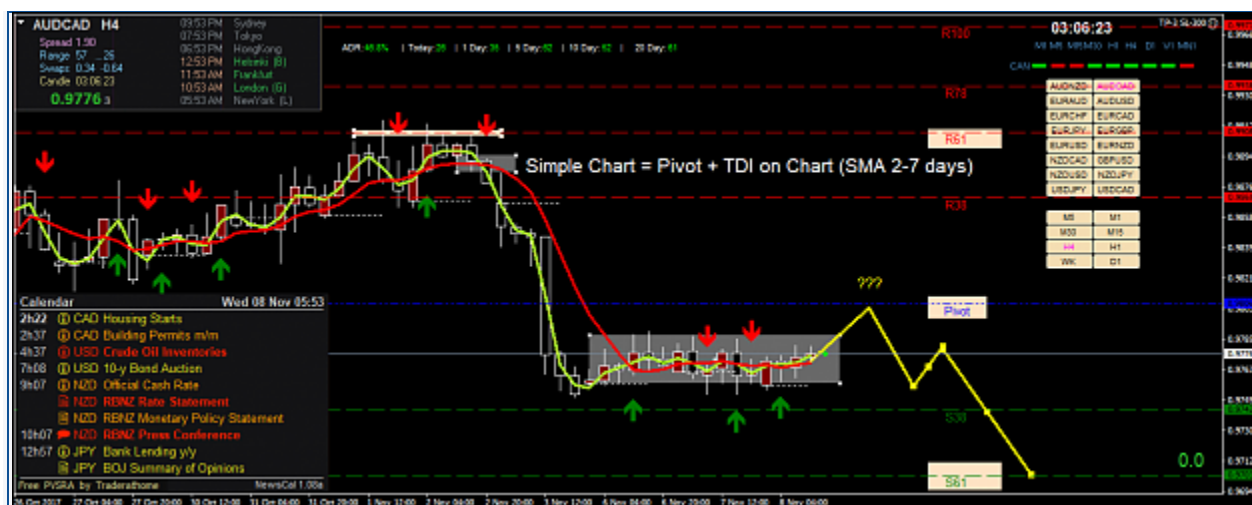 AUDCAD H4
Spread 1.90
Range 57 .. 26
Swaps 0.34 -0.64
Candle 03:06:23
0.9776 3
09:53 PM Sydney
07:53 PM Tokyo
06:53 PM HongKong
12:53 PM Helsinki (B)
11:53 AM Frankfurt
10:53 AM London (G)
05:53 AM NewYork (L)
03:06:23
CAN
R100
R78
R61
R38
Pivot
S38
S61
Simple Chart = Pivot + TDI on Chart (SMA 2-7 days)
AUDNZD AUDCAD
EURAUD AUDUSD
EURCHF EURCAD
EURJPY EURGBP
EURUSD EURNZD
NZDCAD GBPUSD
NZDUSD NZDJPY
USDJPY USDCAD
M5 M1
M30 M15
H4 H1
WK D1
???
Calendar Wed 08 Nov 05:53
2h22 CAD Housing Starts
2h37 CAD Building Permits m/m
4h37 USD Crude Oil Inventories
7h08 USD 10-y Bond Auction
9h07 NZD Official Cash Rate
NZD RBNZ Rate Statement
NZD RBNZ Monetary Policy Statement
10h07 NZD RBNZ Press Conference
12h57 JPY Bank Lending y/y
JPY BOJ Summary of Opinions
Free PVSRA by Traderathome NewsCal 1.08a
0.0